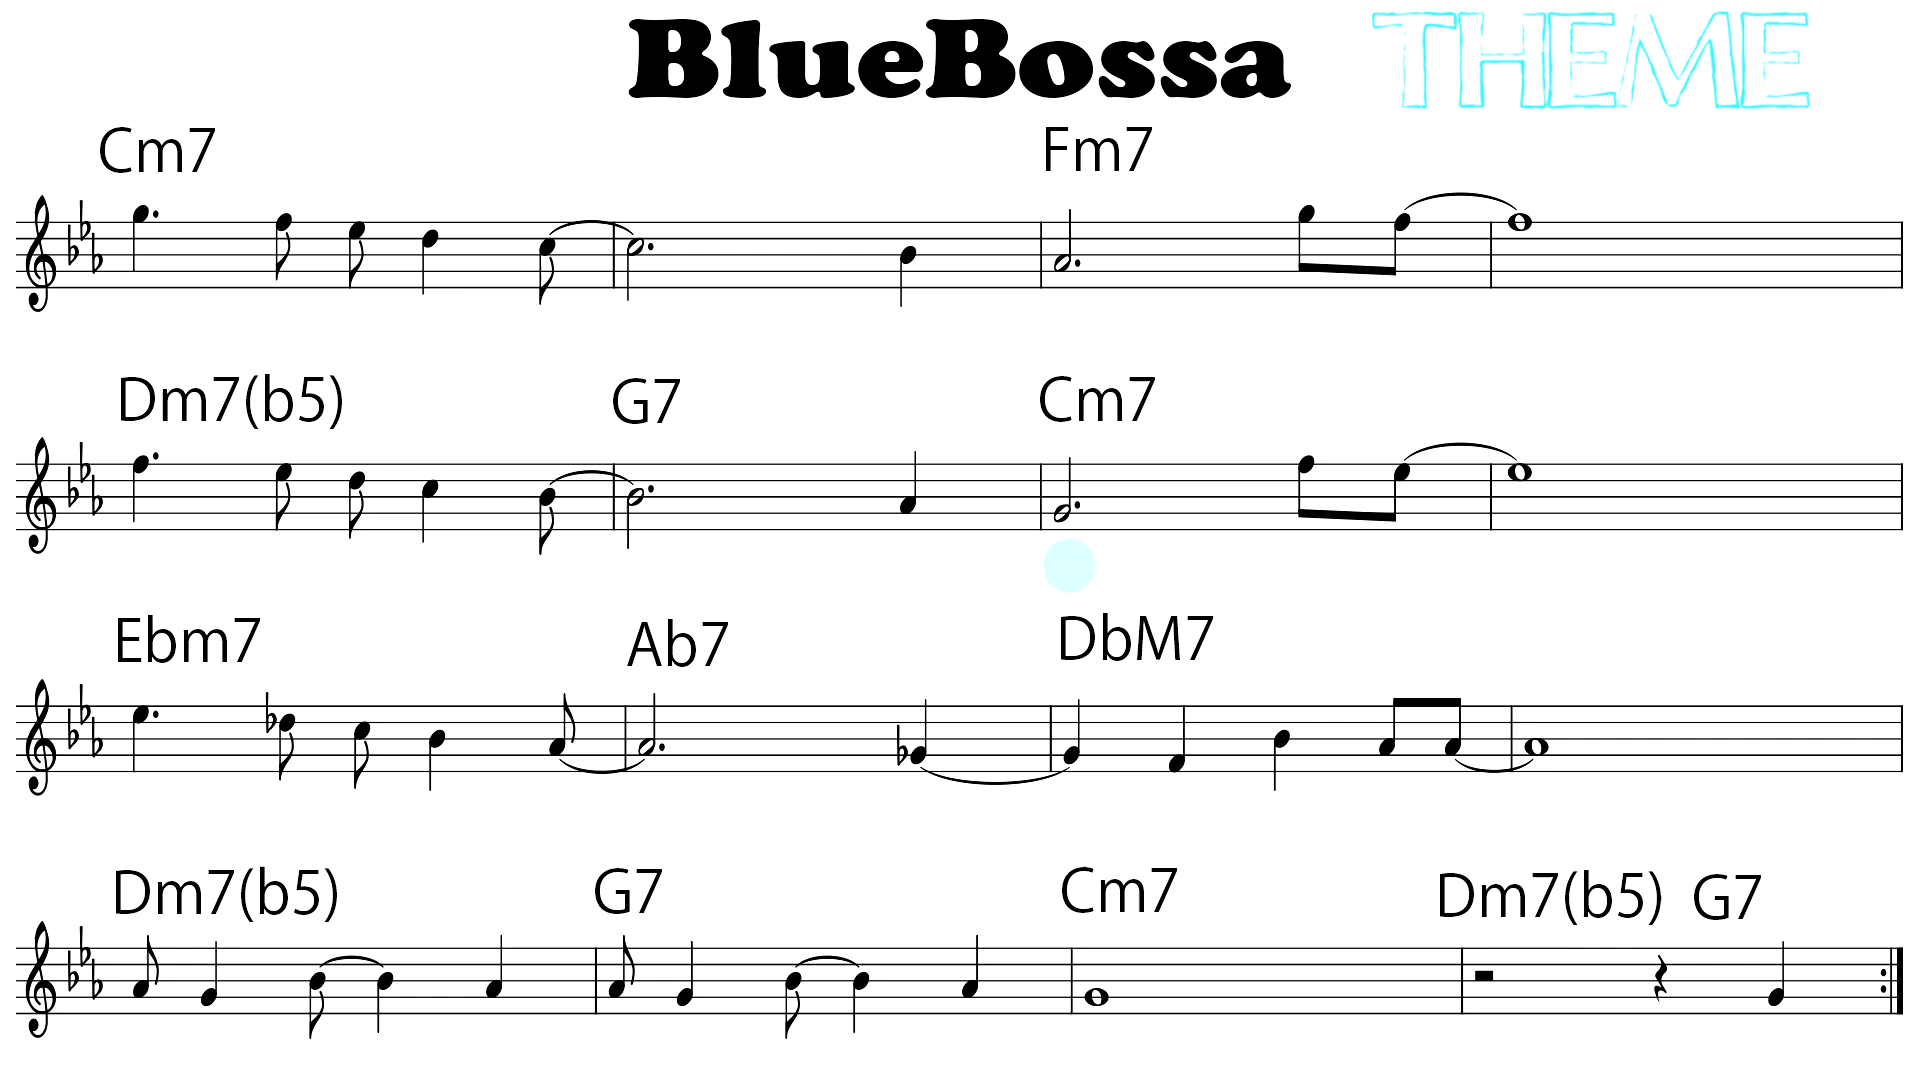 BlueBossa THEME
Cm7 Fm7
Dm7(b5) G7 Cm7
Ebm7 Ab7 DbM7
Dm7(b5) G7 Cm7 Dm7(b5) G7